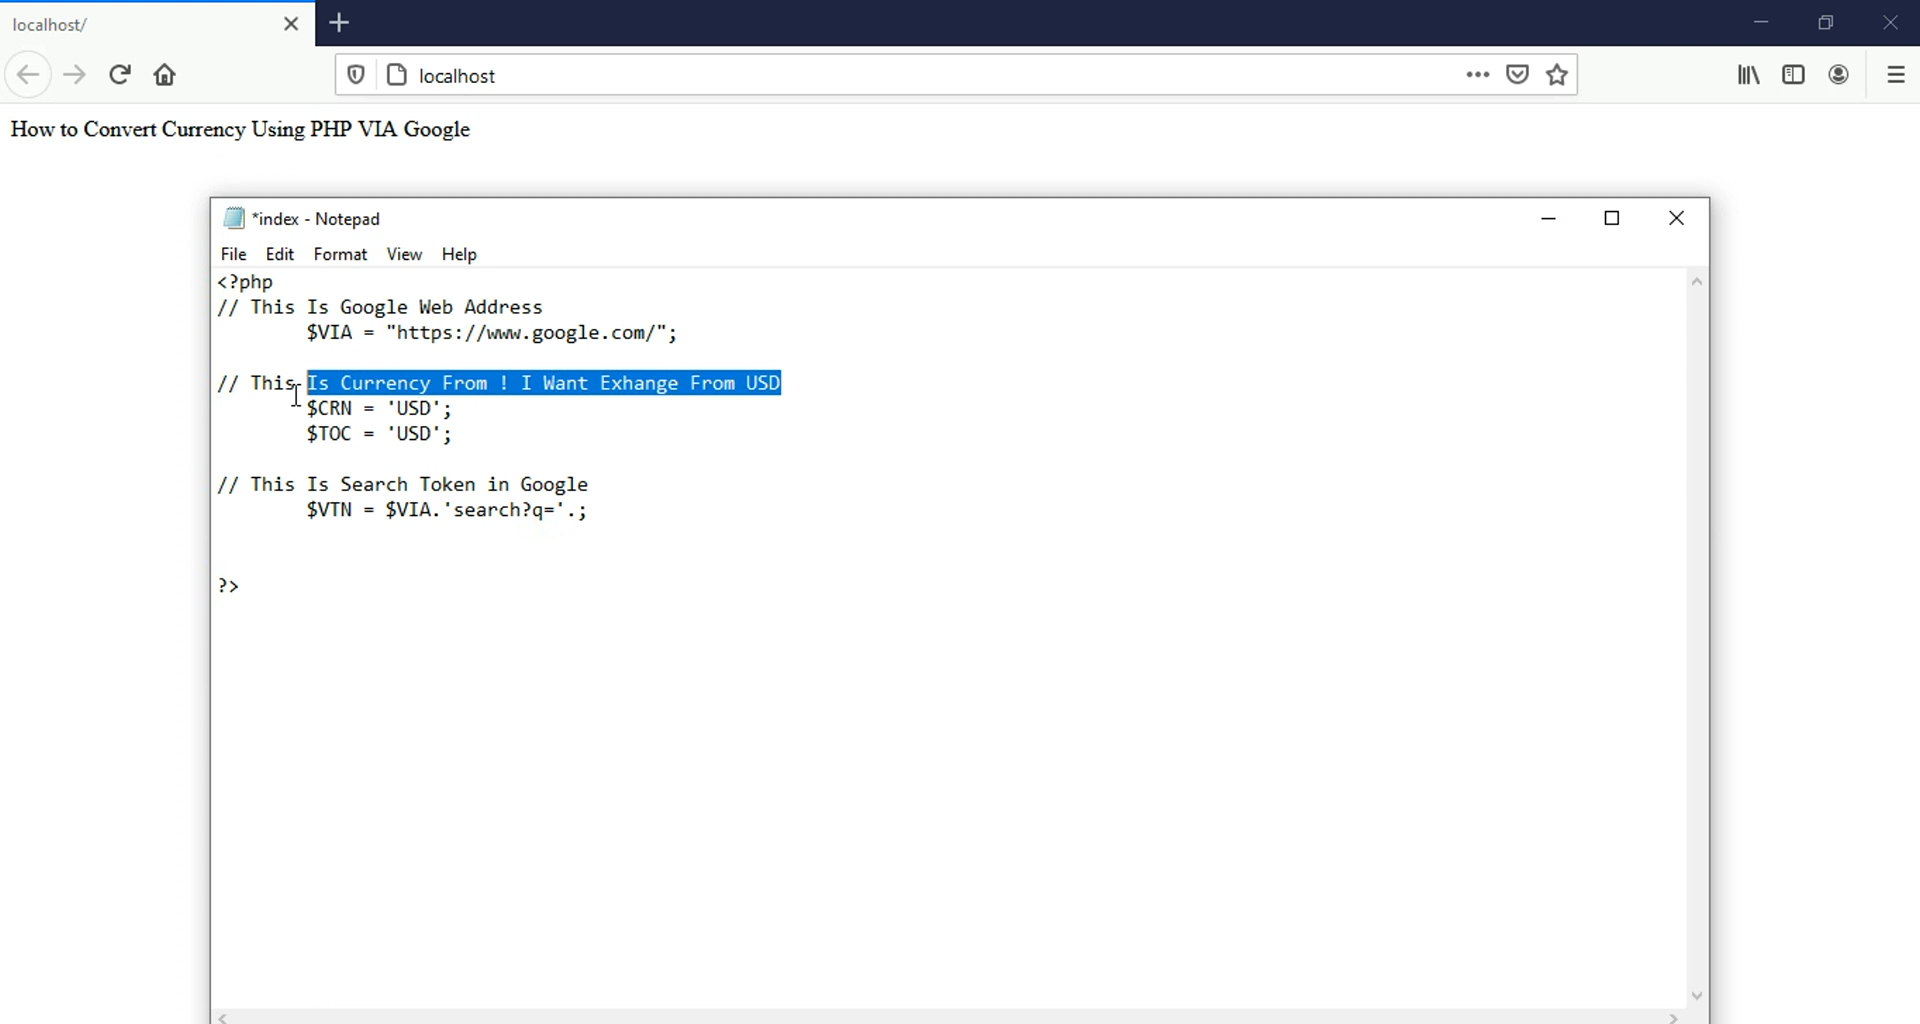 localhost/
localhost
How to Convert Currency Using PHP VIA Google
*index - Notepad
File Edit Format View Help
<?php
// This Is Google Web Address
$VIA = "https://www.google.com/";
// This Is Currency From ! I Want Exhange From USD
$CRN = 'USD';
$TOC = 'USD';
// This Is Search Token in Google
$VTN = $VIA.'search?q='.;
?>